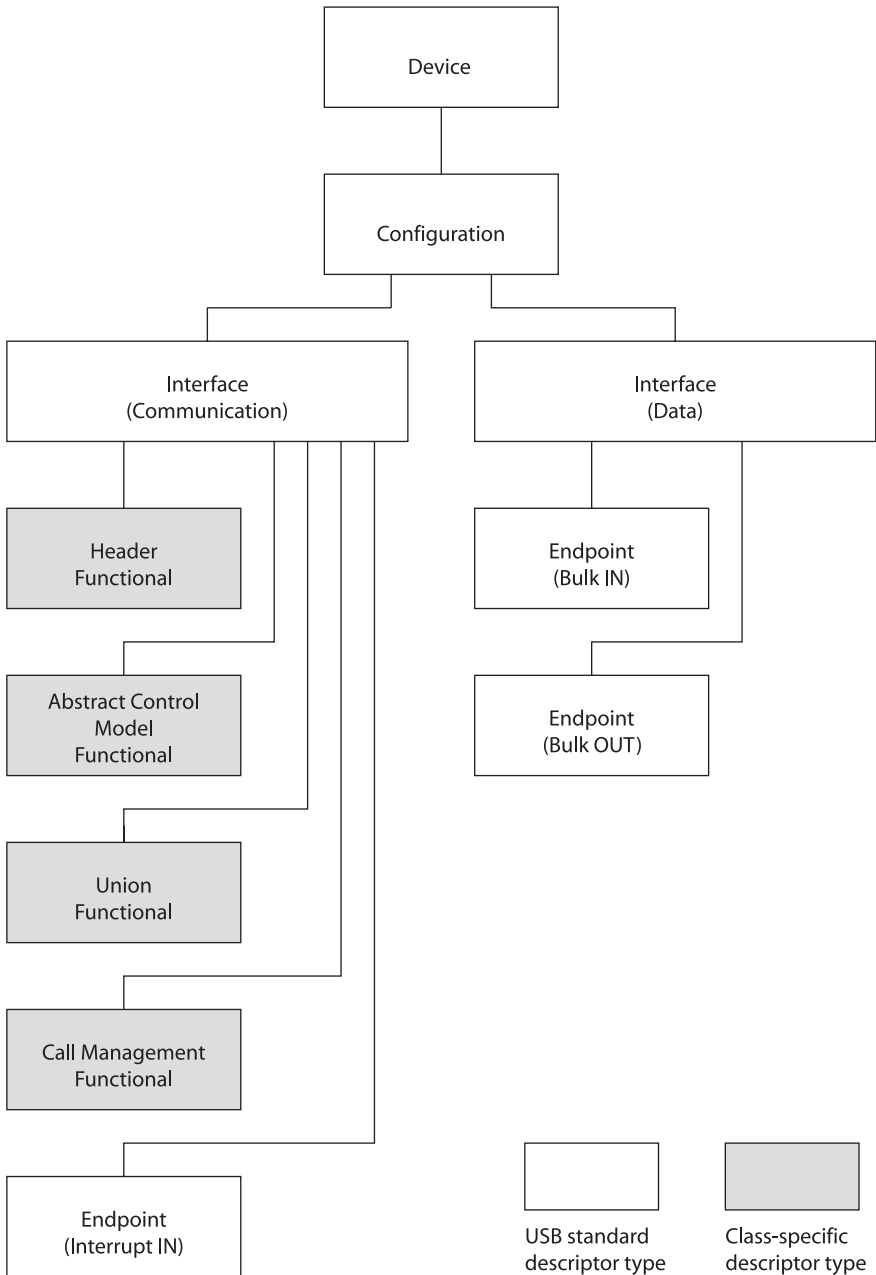 Device
Configuration
Interface
(Communication)
Interface
(Data)
Header
Functional
Endpoint
(Bulk IN)
Abstract Control
Model
Functional
Endpoint
(Bulk OUT)
Union
Functional
Call Management
Functional
Endpoint
(Interrupt IN)
USB standard
descriptor type
Class-specific
descriptor type